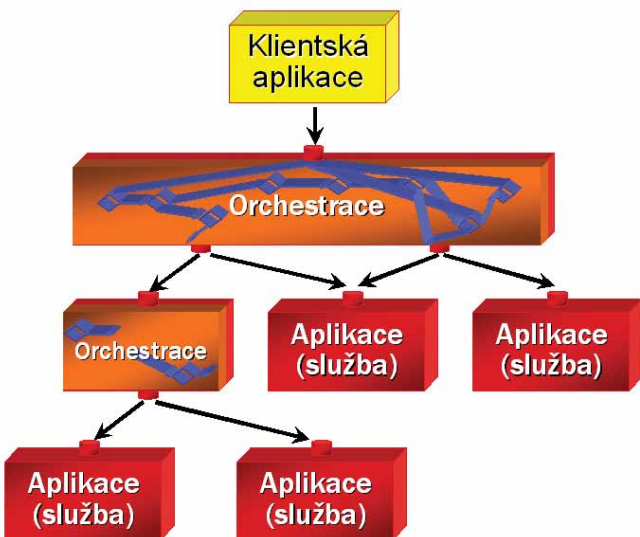 Klientská
aplikace
Orchestrace
Orchestrace
Aplikace
(služba)
Aplikace
(služba)
Aplikace
(služba)
Aplikace
(služba)